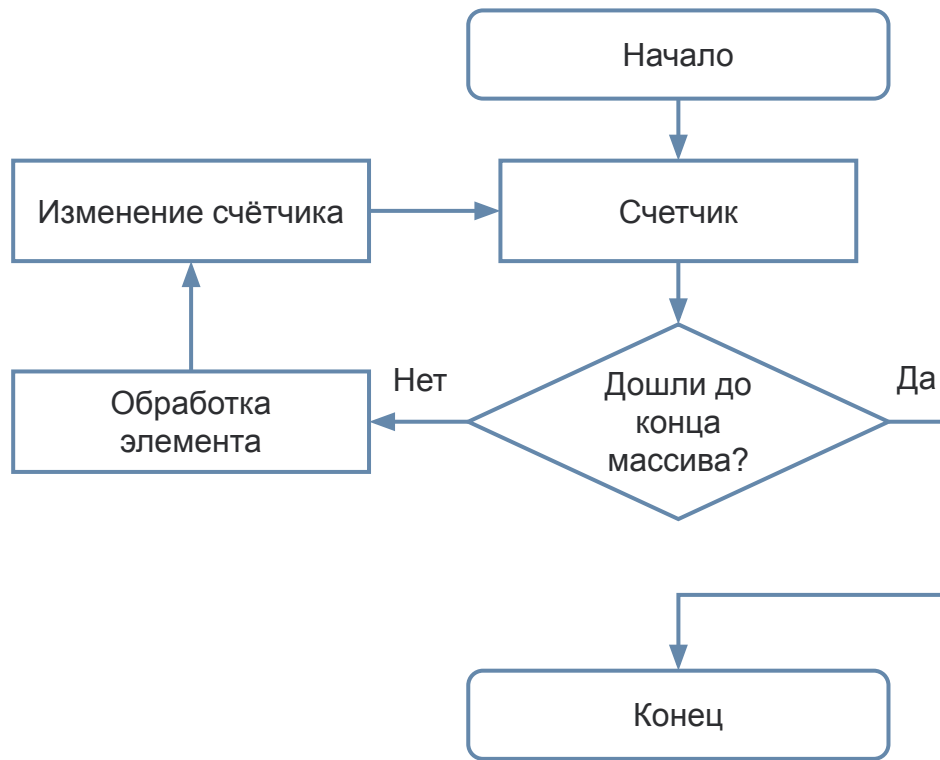 Начало
Изменение счётчика
Счетчик
Обработка
элемента
Нет
Дошли до
конца
массива?
Да
Конец